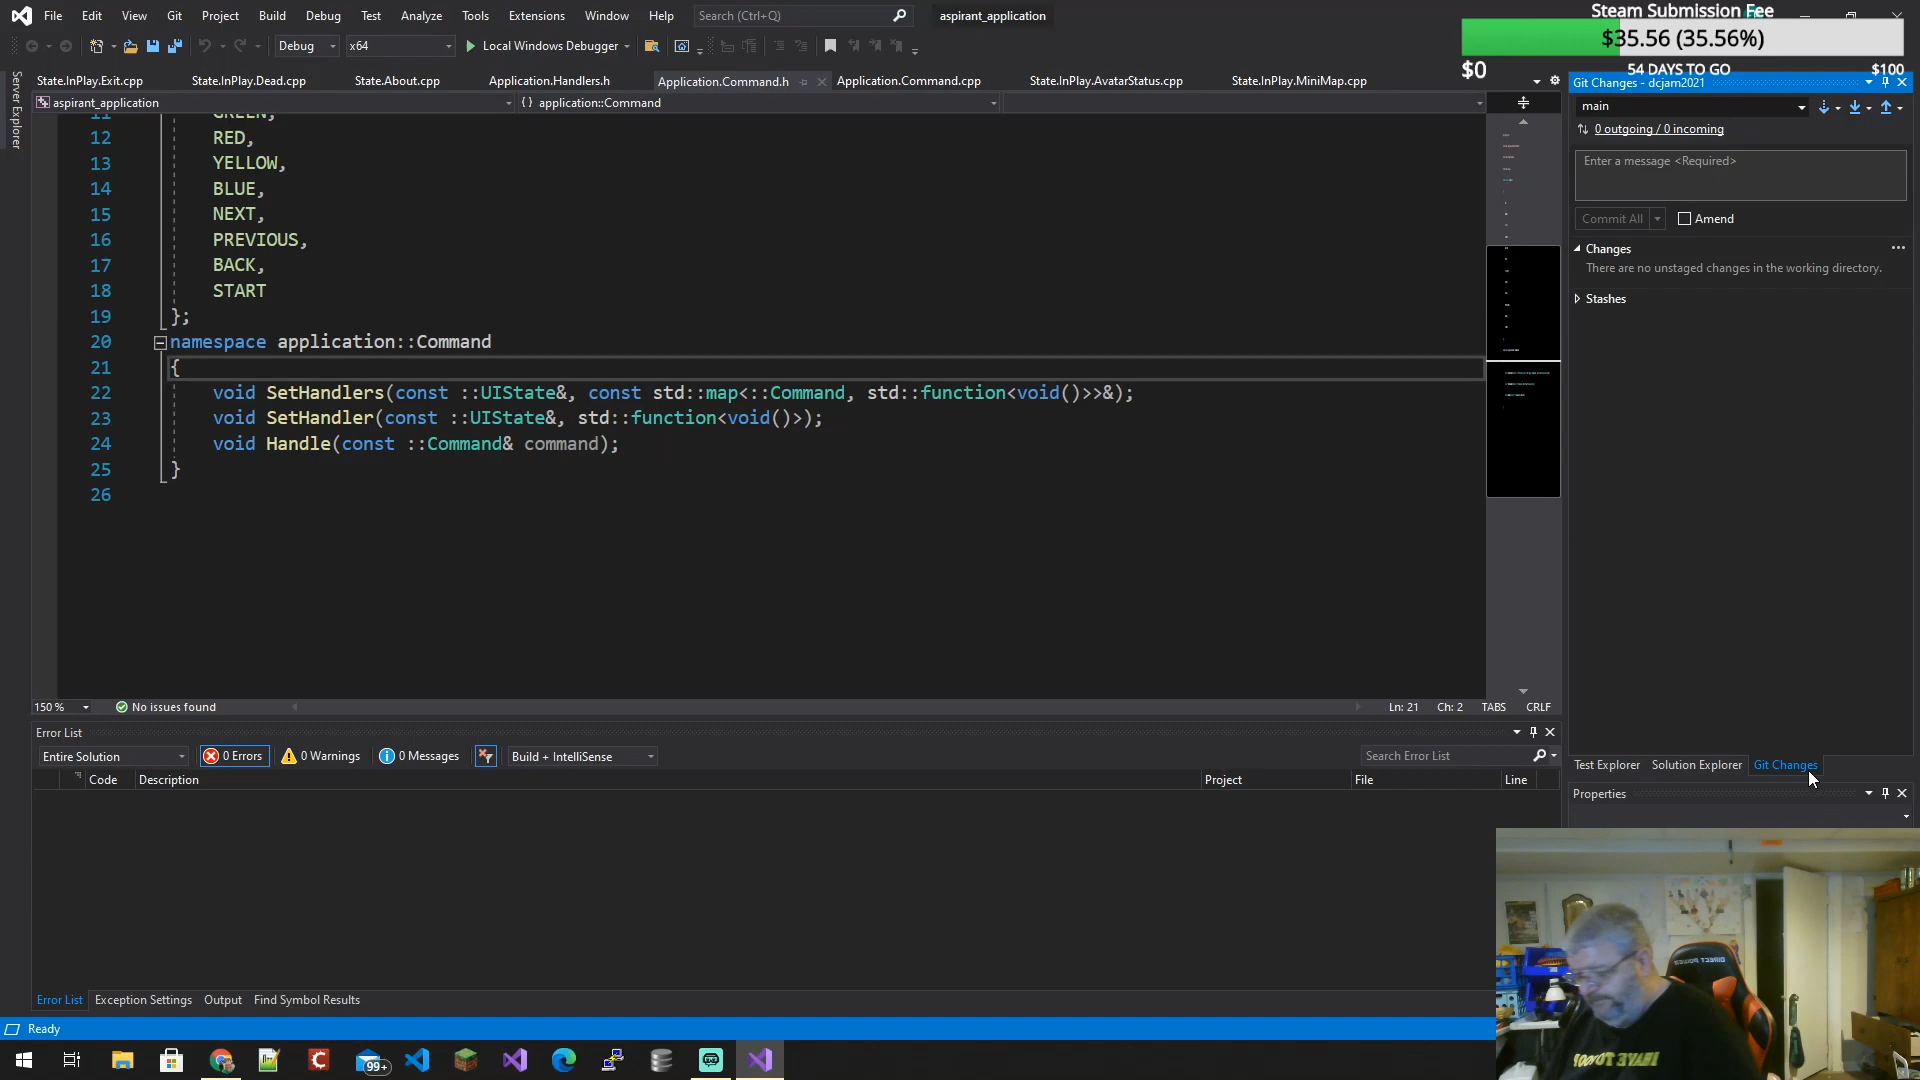 File Edit View Git Project Build Debug Test Analyze Tools Extensions Window Help Search (Ctrl+Q) aspirant_application
Steam Submission Fee
$35.56 (35.56%)
$0 54 DAYS TO GO $100
Debug x64 Local Windows Debugger
Server Explorer
State.InPlay.Exit.cpp State.InPlay.Dead.cpp State.About.cpp Application.Handlers.h Application.Command.h Application.Command.cpp State.InPlay.AvatarStatus.cpp State.InPlay.MiniMap.cpp
aspirant_application application::Command
11 GREEN,
12 RED,
13 YELLOW,
14 BLUE,
15 NEXT,
16 PREVIOUS,
17 BACK,
18 START
19 };
20 namespace application::Command
21 {
22 void SetHandlers(const ::UIState&, const std::map<::Command, std::function<void()>>&);
23 void SetHandler(const ::UIState&, std::function<void()>);
24 void Handle(const ::Command& command);
25 }
26
150 % No issues found Ln: 21 Ch: 2 TABS CRLF
Git Changes - dcjam2021
main
0 outgoing / 0 incoming
Enter a message <Required>
Commit All Amend
Changes
There are no unstaged changes in the working directory.
Stashes
Test Explorer Solution Explorer Git Changes
Properties
Error List
Entire Solution 0 Errors 0 Warnings 0 Messages Build + IntelliSense Search Error List
Code Description Project File Line
Error List Exception Settings Output Find Symbol Results
Ready
99+